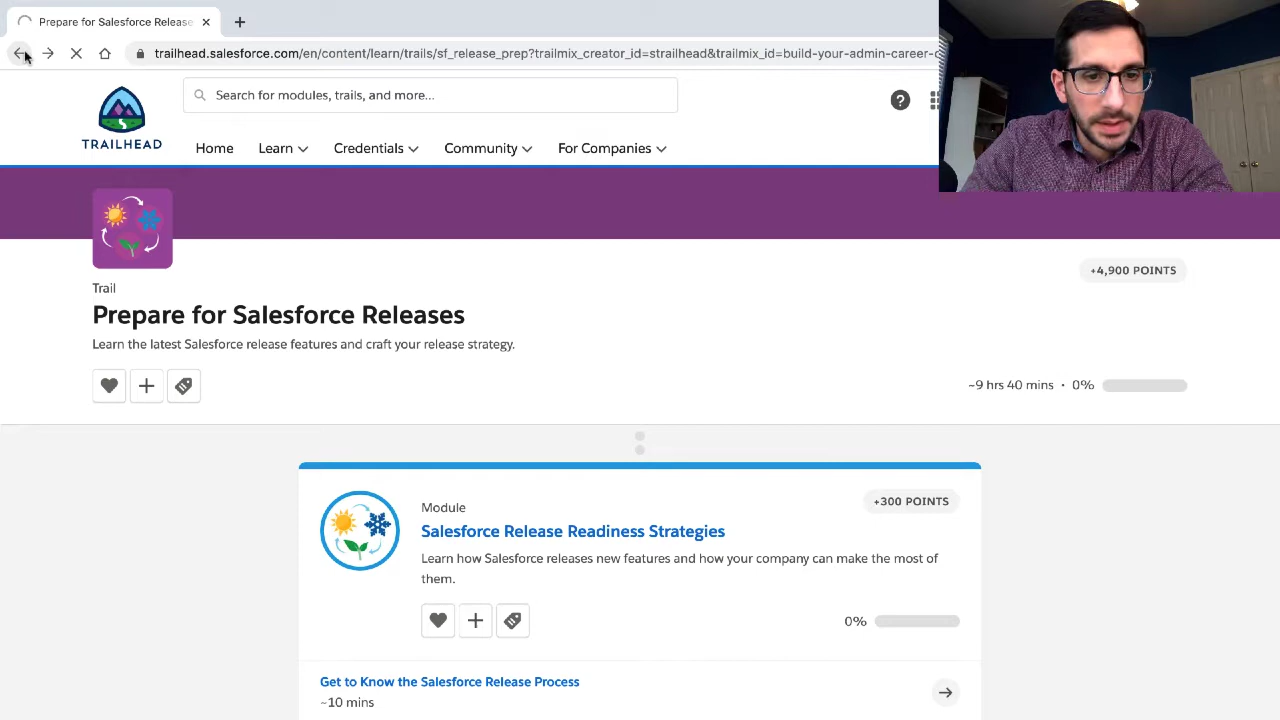 Prepare for Salesforce Release
trailhead.salesforce.com/en/content/learn/trails/sf_release_prep?trailmix_creator_id=strailhead&trailmix_id=build-your-admin-career-c
TRAILHEAD
Search for modules, trails, and more...
Home
Learn
Credentials
Community
For Companies
+4,900 POINTS
Trail
Prepare for Salesforce Releases
Learn the latest Salesforce release features and craft your release strategy.
~9 hrs 40 mins • 0%
Module
+300 POINTS
Salesforce Release Readiness Strategies
Learn how Salesforce releases new features and how your company can make the most of
them.
0%
Get to Know the Salesforce Release Process
~10 mins